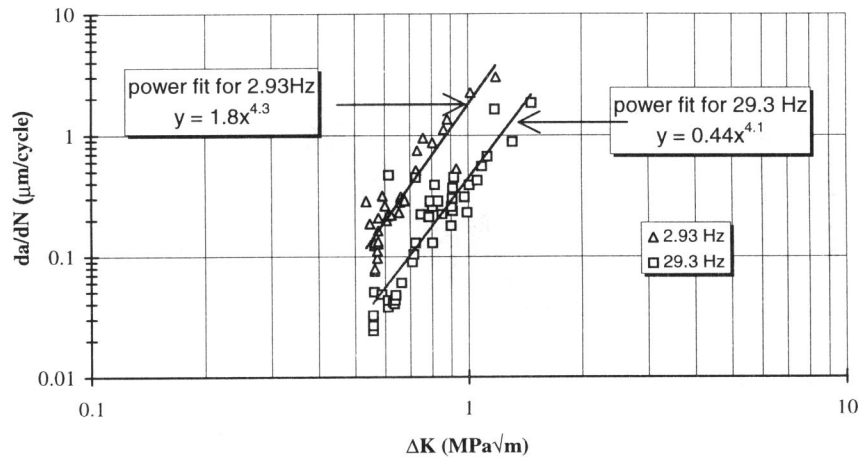 10
1
0.1
0.01
da/dN (μm/cycle)
power fit for 2.93Hz
y = 1.8x^4.3
power fit for 29.3 Hz
y = 0.44x^4.1
2.93 Hz
29.3 Hz
0.1
1
10
ΔK (MPa√m)